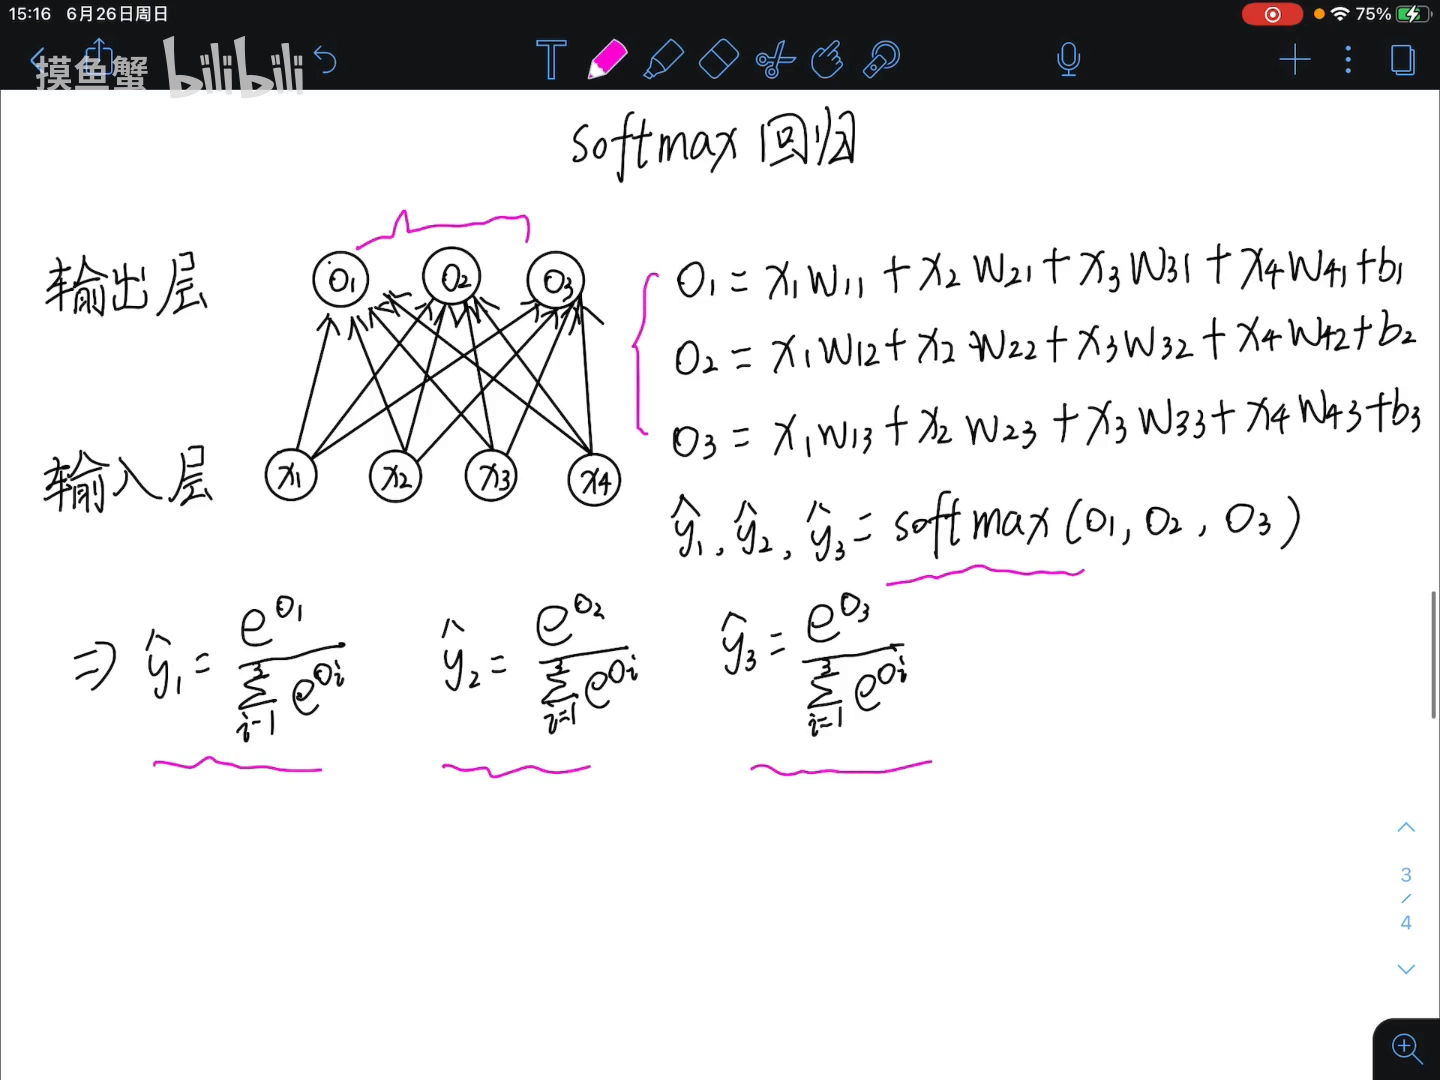 15:16 6月26日周日
75%
摸鱼蟹 bilibili
softmax 回归
输出层
O₁ O₂ O₃
O₁ = x₁w₁₁ + x₂w₂₁ + x₃w₃₁ + x₄w₄₁ + b₁
O₂ = x₁w₁₂ + x₂w₂₂ + x₃w₃₂ + x₄w₄₂ + b₂
O₃ = x₁w₁₃ + x₂w₂₃ + x₃w₃₃ + x₄w₄₃ + b₃
输入层
x₁ x₂ x₃ x₄
ŷ₁, ŷ₂, ŷ₃ = softmax(O₁, O₂, O₃)
⇒ ŷ₁ = e^{O₁} / ∑_{i-1}^{3} e^{Oᵢ} ŷ₂ = e^{O₂} / ∑_{i=1}^{3} e^{Oᵢ} ŷ₃ = e^{O₃} / ∑_{i=1}^{3} e^{Oᵢ}
3
/
4